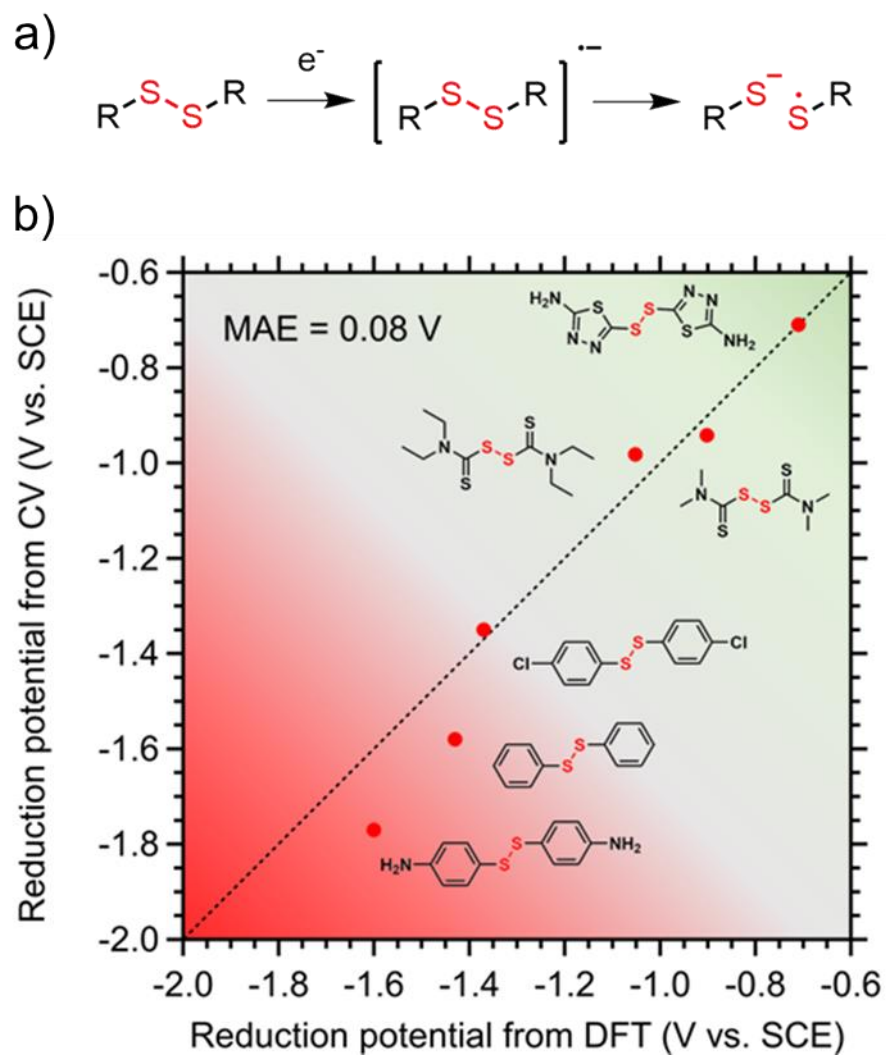 a)
e-
R S S R
[R S S R]•−
R S− •S R
b)
MAE = 0.08 V
H₂N S N N S S N N S NH₂
N S S S S N
N S S S S N
Cl S S Cl
S S
H₂N S S NH₂
Reduction potential from CV (V vs. SCE)
-0.6
-0.8
-1.0
-1.2
-1.4
-1.6
-1.8
-2.0
-2.0 -1.8 -1.6 -1.4 -1.2 -1.0 -0.8 -0.6
Reduction potential from DFT (V vs. SCE)